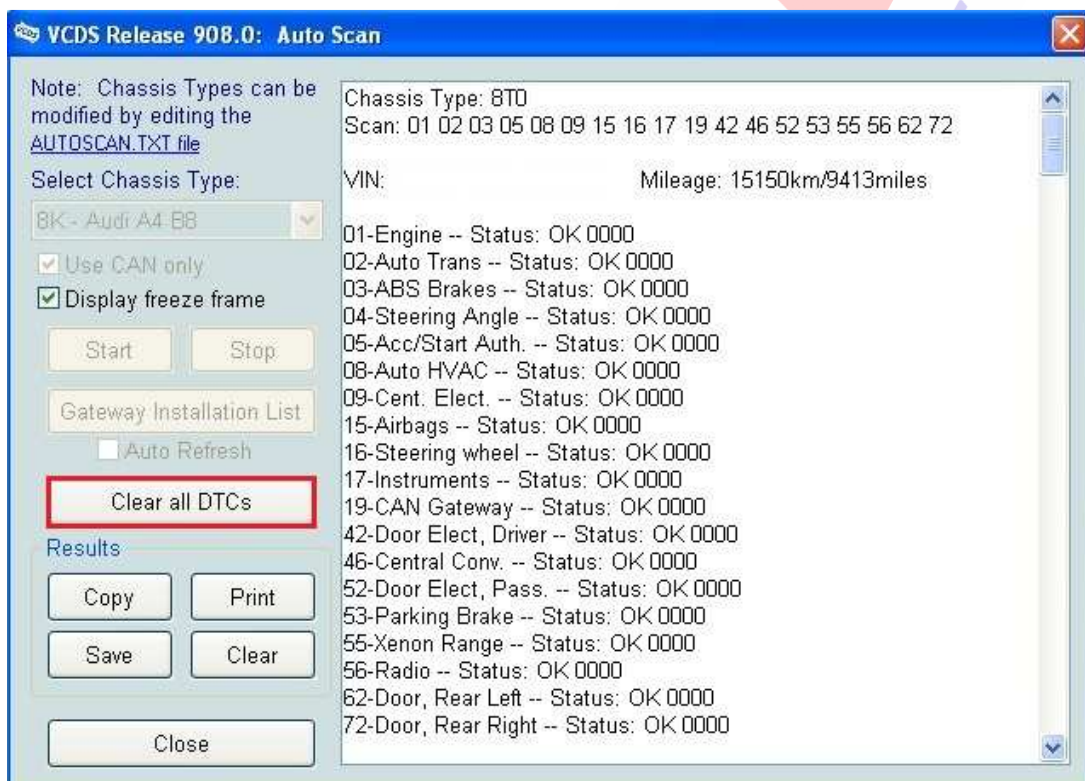 VCDS
VCDS Release 908.0: Auto Scan
Note: Chassis Types can be
modified by editing the
AUTOSCAN.TXT file
Select Chassis Type:
8K - Audi A4 B8
Use CAN only
Display freeze frame
Start
Stop
Gateway Installation List
Auto Refresh
Clear all DTCs
Results
Copy
Print
Save
Clear
Close
Chassis Type: 8T0
Scan: 01 02 03 05 08 09 15 16 17 19 42 46 52 53 55 56 62 72
VIN: Mileage: 15150km/9413miles
01-Engine -- Status: OK 0000
02-Auto Trans -- Status: OK 0000
03-ABS Brakes -- Status: OK 0000
04-Steering Angle -- Status: OK 0000
05-Acc/Start Auth. -- Status: OK 0000
08-Auto HVAC -- Status: OK 0000
09-Cent. Elect. -- Status: OK 0000
15-Airbags -- Status: OK 0000
16-Steering wheel -- Status: OK 0000
17-Instruments -- Status: OK 0000
19-CAN Gateway -- Status: OK 0000
42-Door Elect, Driver -- Status: OK 0000
46-Central Conv. -- Status: OK 0000
52-Door Elect, Pass. -- Status: OK 0000
53-Parking Brake -- Status: OK 0000
55-Xenon Range -- Status: OK 0000
56-Radio -- Status: OK 0000
62-Door, Rear Left -- Status: OK 0000
72-Door, Rear Right -- Status: OK 0000